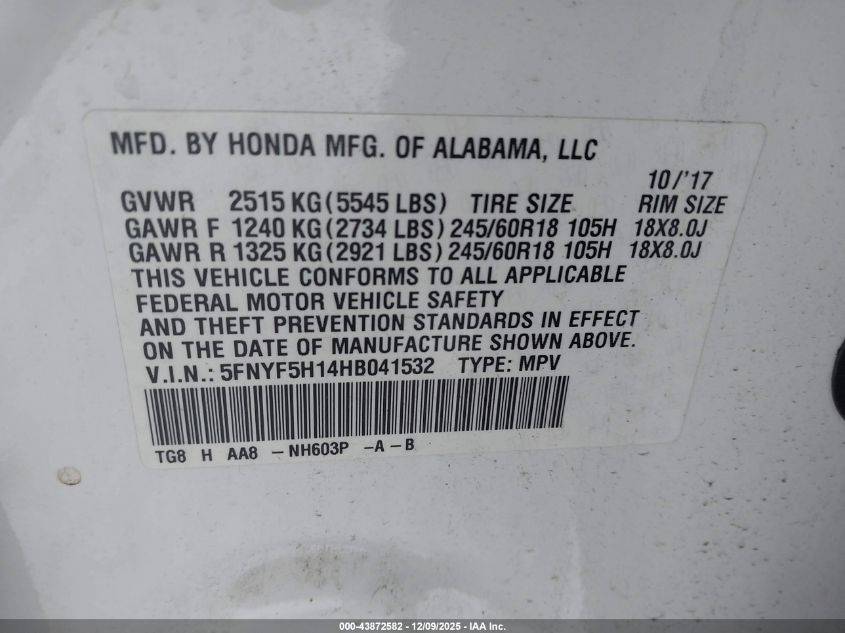 MFD. BY HONDA MFG. OF ALABAMA, LLC
10/'17
GVWR 2515 KG (5545 LBS) TIRE SIZE RIM SIZE
GAWR F 1240 KG (2734 LBS) 245/60R18 105H 18X8.0J
GAWR R 1325 KG (2921 LBS) 245/60R18 105H 18X8.0J
THIS VEHICLE CONFORMS TO ALL APPLICABLE
FEDERAL MOTOR VEHICLE SAFETY
AND THEFT PREVENTION STANDARDS IN EFFECT
ON THE DATE OF MANUFACTURE SHOWN ABOVE.
V.I.N.: 5FNYF5H14HB041532 TYPE: MPV
TG8 H AA8 - NH603P - A - B
000-43872582 - 12/09/2025 - IAA Inc.